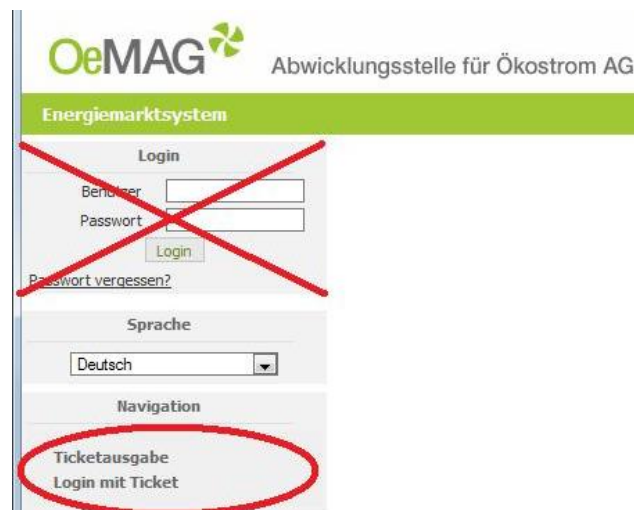 OeMAG
Abwicklungsstelle für Ökostrom AG
Energiemarktsystem
Login
Benutzer
Passwort
Login
Passwort vergessen?
Sprache
Deutsch
Navigation
Ticketausgabe
Login mit Ticket